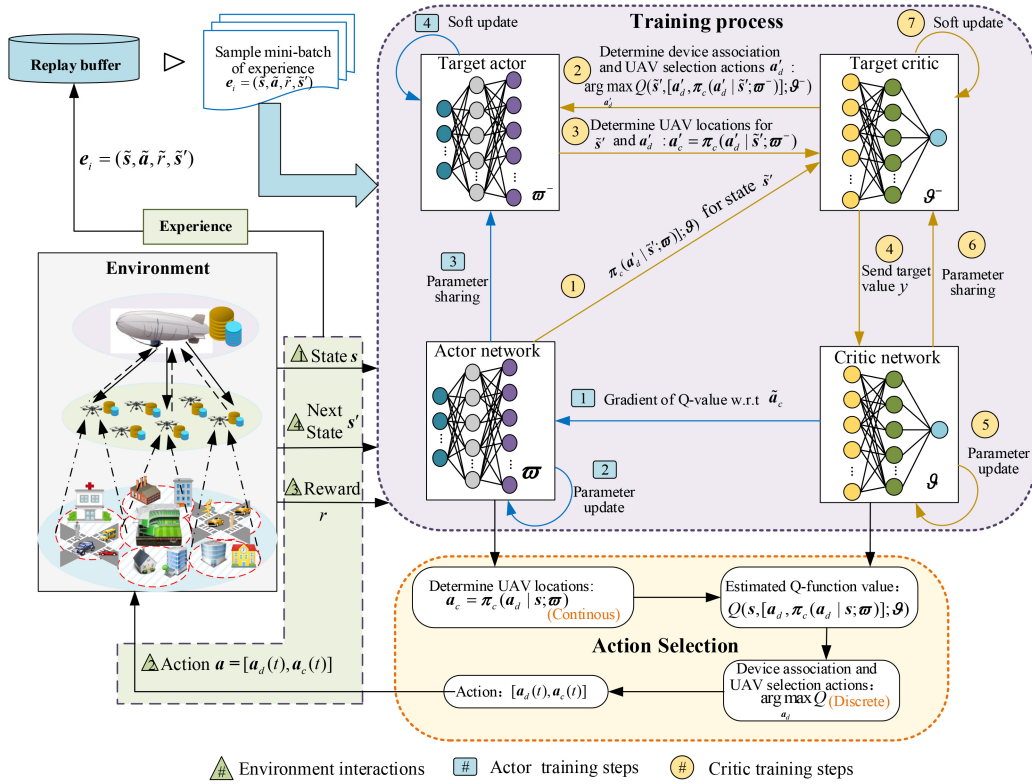 Training process
Replay buffer
Sample mini-batch
of experience
e_i = (s̃, ã, r̃, s̃′)
4
Soft update
Target actor
ϖ⁻
Determine device association
2
and UAV selection actions a′_d :
arg max Q(s̃′,[a′_d, π_c(a′_d | s̃′;ϖ⁻)];ϑ⁻)
a′_d
3
Determine UAV locations for
s̃′ and a′_d : a′_c = π_c(a′_d | s̃′;ϖ⁻)
7
Soft update
Target critic
ϑ⁻
e_i = (s̃, ã, r̃, s̃′)
Experience
Environment
3
Parameter
sharing
1
π_c(a′_d | s̃′;ϖ)];ϑ) for state s̃′
4
Send target
value y
6
Parameter
sharing
Actor network
ϖ
2
Parameter
update
1
Gradient of Q-value w.r.t ã_c
Critic network
ϑ
5
Parameter
update
1
State s
4
Next
State s′
3
Reward
r
2
Action a = [a_d(t), a_c(t)]
Determine UAV locations:
a_c = π_c(a_d | s;ϖ)
(Continous)
Estimated Q-function value:
Q(s,[a_d, π_c(a_d | s;ϖ)];ϑ)
Action Selection
Action: [a_d(t), a_c(t)]
Device association and
UAV selection actions:
arg max Q (Discrete)
a_d
# Environment interactions
# Actor training steps
# Critic training steps